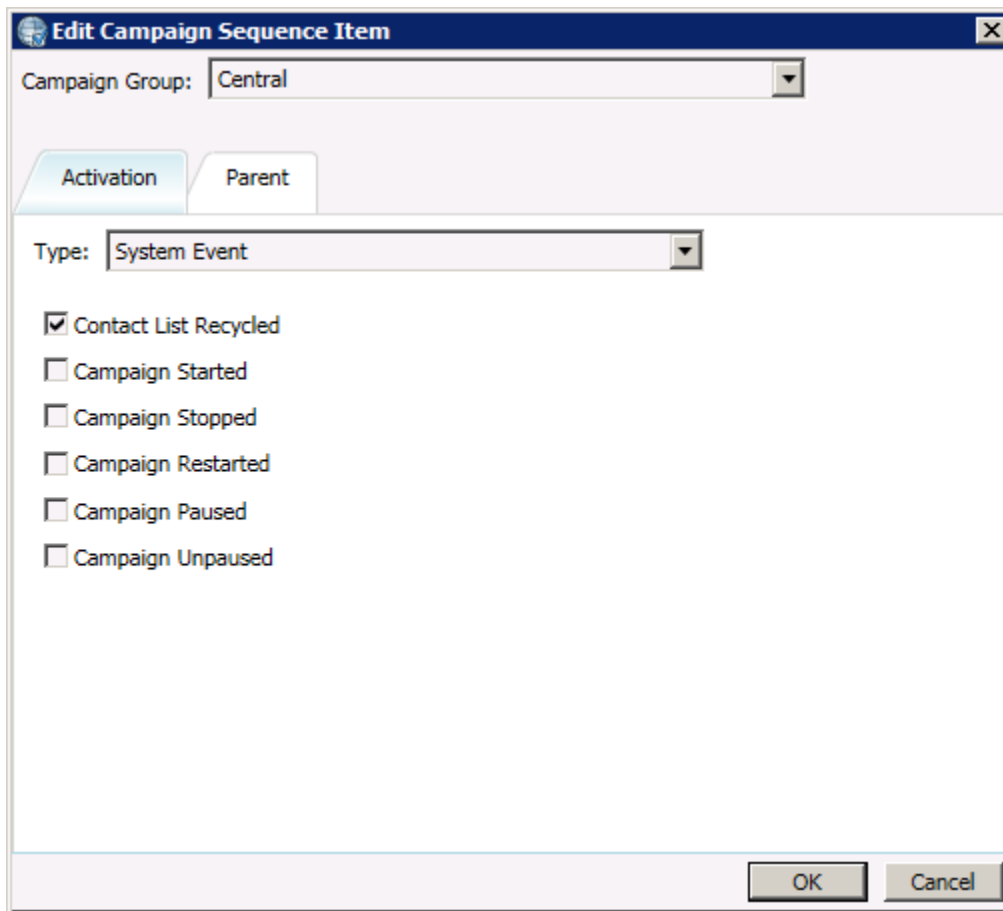 Edit Campaign Sequence Item
Campaign Group: Central
Activation Parent
Type: System Event
Contact List Recycled
Campaign Started
Campaign Stopped
Campaign Restarted
Campaign Paused
Campaign Unpaused
OK Cancel